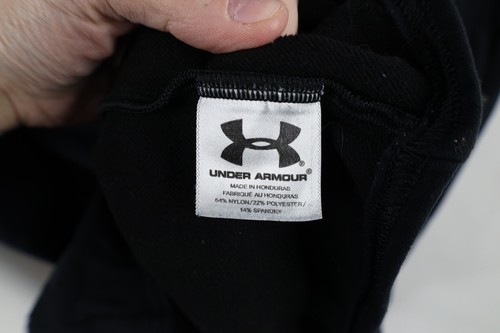 UNDER ARMOUR®
MADE IN HONDURAS
FABRIQUÉ AU HONDURAS
64% NYLON/22% POLYESTER/
14% SPANDEX